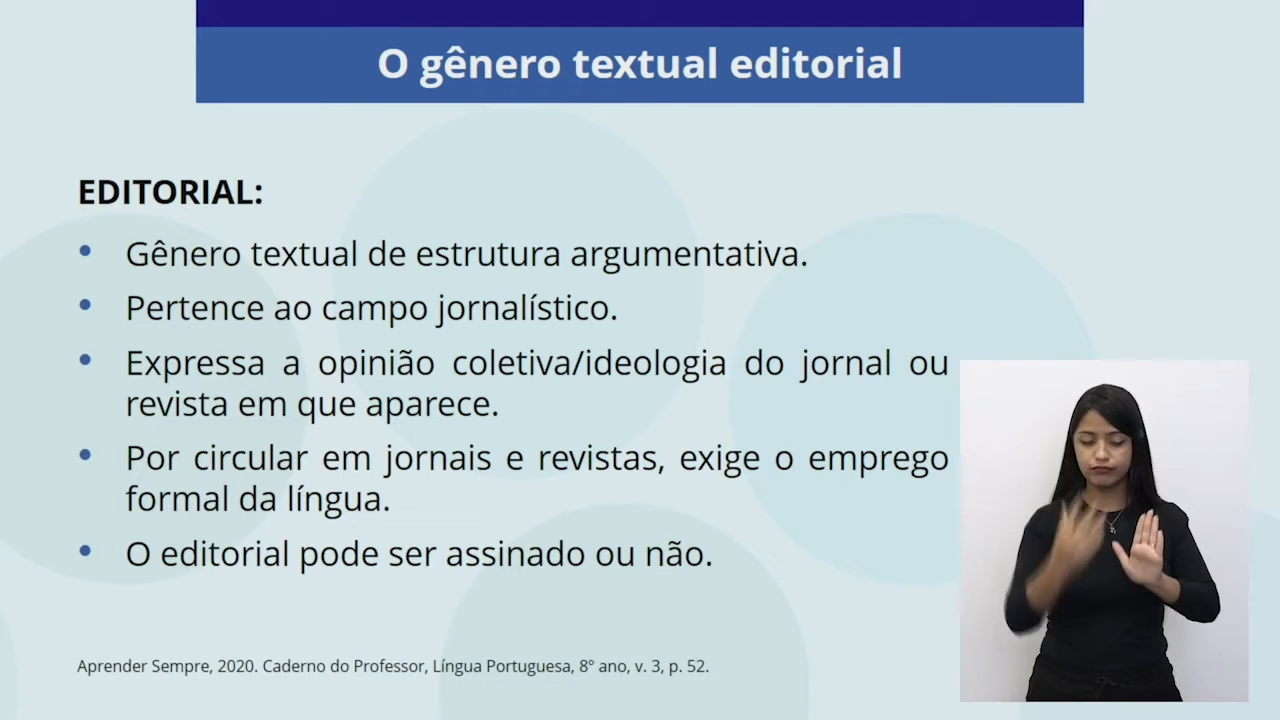 O gênero textual editorial
EDITORIAL:
• Gênero textual de estrutura argumentativa.
• Pertence ao campo jornalístico.
• Expressa a opinião coletiva/ideologia do jornal ou
revista em que aparece.
• Por circular em jornais e revistas, exige o emprego
formal da língua.
• O editorial pode ser assinado ou não.
Aprender Sempre, 2020. Caderno do Professor, Língua Portuguesa, 8º ano, v. 3, p. 52.